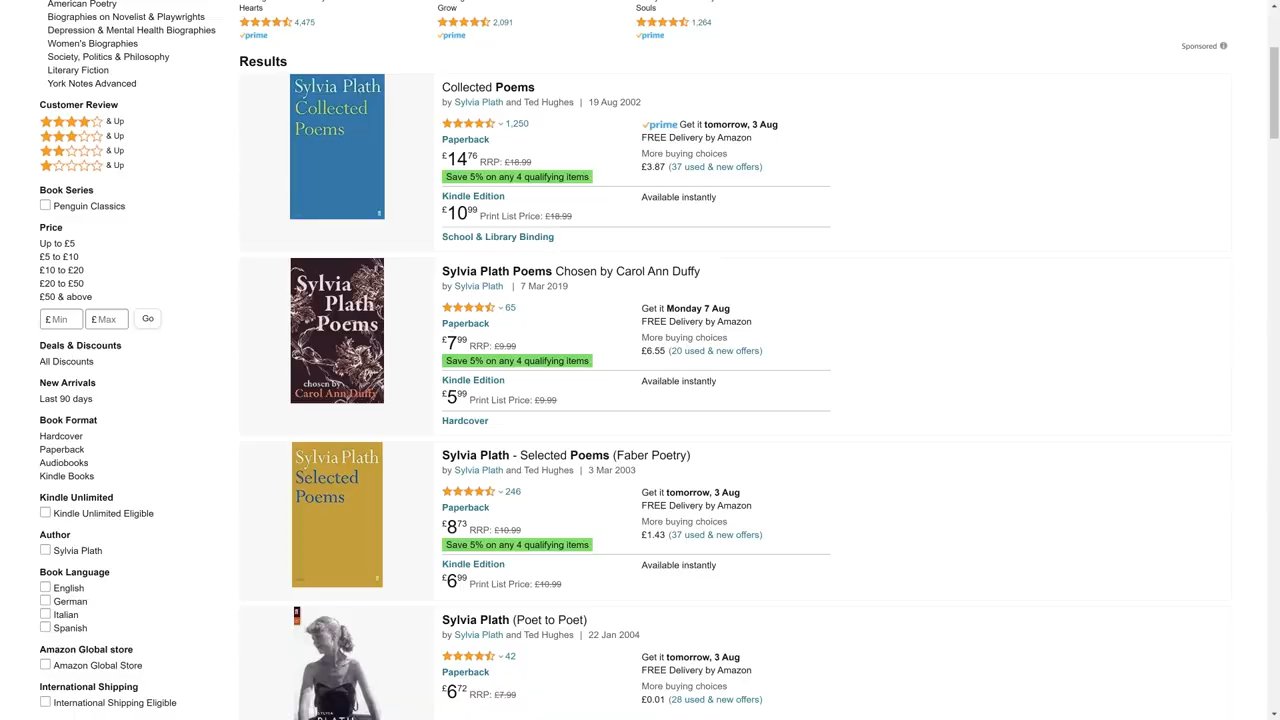 American Poetry
Biographies on Novelist & Playwrights
Depression & Mental Health Biographies
Women's Biographies
Society, Politics & Philosophy
Literary Fiction
York Notes Advanced
Customer Review
& Up
& Up
& Up
& Up
Book Series
Penguin Classics
Price
Up to £5
£5 to £10
£10 to £20
£20 to £50
£50 & above
£ Min £ Max Go
Deals & Discounts
All Discounts
New Arrivals
Last 90 days
Book Format
Hardcover
Paperback
Audiobooks
Kindle Books
Kindle Unlimited
Kindle Unlimited Eligible
Author
Sylvia Plath
Book Language
English
German
Italian
Spanish
Amazon Global store
Amazon Global Store
International Shipping
International Shipping Eligible
Hearts
4,475
prime
Grow
2,091
prime
Souls
1,264
prime
Sponsored
Results
Sylvia Plath
Collected
Poems
Collected Poems
by Sylvia Plath and Ted Hughes | 19 Aug 2002
1,250
Paperback
£14.76 RRP: £18.99
Save 5% on any 4 qualifying items
prime Get it tomorrow, 3 Aug
FREE Delivery by Amazon
More buying choices
£3.87 (37 used & new offers)
Kindle Edition
£10.99 Print List Price: £18.99
Available instantly
School & Library Binding
Sylvia
Plath
Poems
chosen by
Carol Ann Duffy
Sylvia Plath Poems Chosen by Carol Ann Duffy
by Sylvia Plath | 7 Mar 2019
65
Paperback
£7.99 RRP: £9.99
Save 5% on any 4 qualifying items
Get it Monday 7 Aug
FREE Delivery by Amazon
More buying choices
£6.55 (20 used & new offers)
Kindle Edition
£5.99 Print List Price: £9.99
Available instantly
Hardcover
Sylvia Plath
Selected
Poems
Sylvia Plath - Selected Poems (Faber Poetry)
by Sylvia Plath and Ted Hughes | 3 Mar 2003
246
Paperback
£8.73 RRP: £10.99
Save 5% on any 4 qualifying items
Get it tomorrow, 3 Aug
FREE Delivery by Amazon
More buying choices
£1.43 (37 used & new offers)
Kindle Edition
£6.99 Print List Price: £10.99
Available instantly
SYLVIA
PLATH
Sylvia Plath (Poet to Poet)
by Sylvia Plath and Ted Hughes | 22 Jan 2004
42
Paperback
£6.72 RRP: £7.99
Get it tomorrow, 3 Aug
FREE Delivery by Amazon
More buying choices
£0.01 (28 used & new offers)